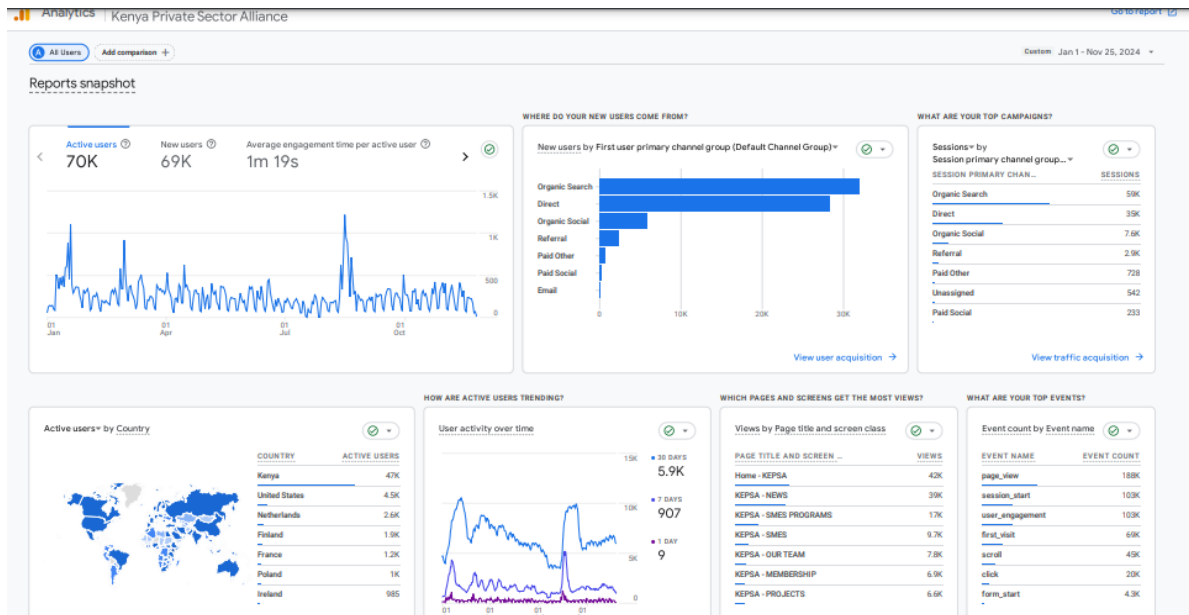 Analytics
Kenya Private Sector Alliance
Go to report
A All Users
Add comparison +
Custom Jan 1 - Nov 25, 2024
Reports snapshot
Active users
70K
New users
69K
Average engagement time per active user
1m 19s
1.5K
1K
500
0
01 Jan
01 Apr
01 Jul
01 Oct
WHERE DO YOUR NEW USERS COME FROM?
New users by First user primary channel group (Default Channel Group)
Organic Search
Direct
Organic Social
Referral
Paid Other
Paid Social
Email
0 10K 20K 30K
View user acquisition
WHAT ARE YOUR TOP CAMPAIGNS?
Sessions by
Session primary channel group...
SESSION PRIMARY CHAN... SESSIONS
Organic Search 59K
Direct 35K
Organic Social 7.6K
Referral 2.9K
Paid Other 728
Unassigned 542
Paid Social 233
View traffic acquisition
Active users by Country
COUNTRY ACTIVE USERS
Kenya 47K
United States 4.5K
Netherlands 2.6K
Finland 1.9K
France 1.2K
Poland 1K
Ireland 985
HOW ARE ACTIVE USERS TRENDING?
User activity over time
15K
10K
5K
0
01 01 01 01
30 DAYS
5.9K
7 DAYS
907
1 DAY
9
WHICH PAGES AND SCREENS GET THE MOST VIEWS?
Views by Page title and screen class
PAGE TITLE AND SCREEN ... VIEWS
Home - KEPSA 42K
KEPSA - NEWS 39K
KEPSA - SMES PROGRAMS 17K
KEPSA - SMES 9.7K
KEPSA - OUR TEAM 7.8K
KEPSA - MEMBERSHIP 6.9K
KEPSA - PROJECTS 6.6K
WHAT ARE YOUR TOP EVENTS?
Event count by Event name
EVENT NAME EVENT COUNT
page_view 188K
session_start 103K
user_engagement 103K
first_visit 69K
scroll 45K
click 20K
form_start 4.3K